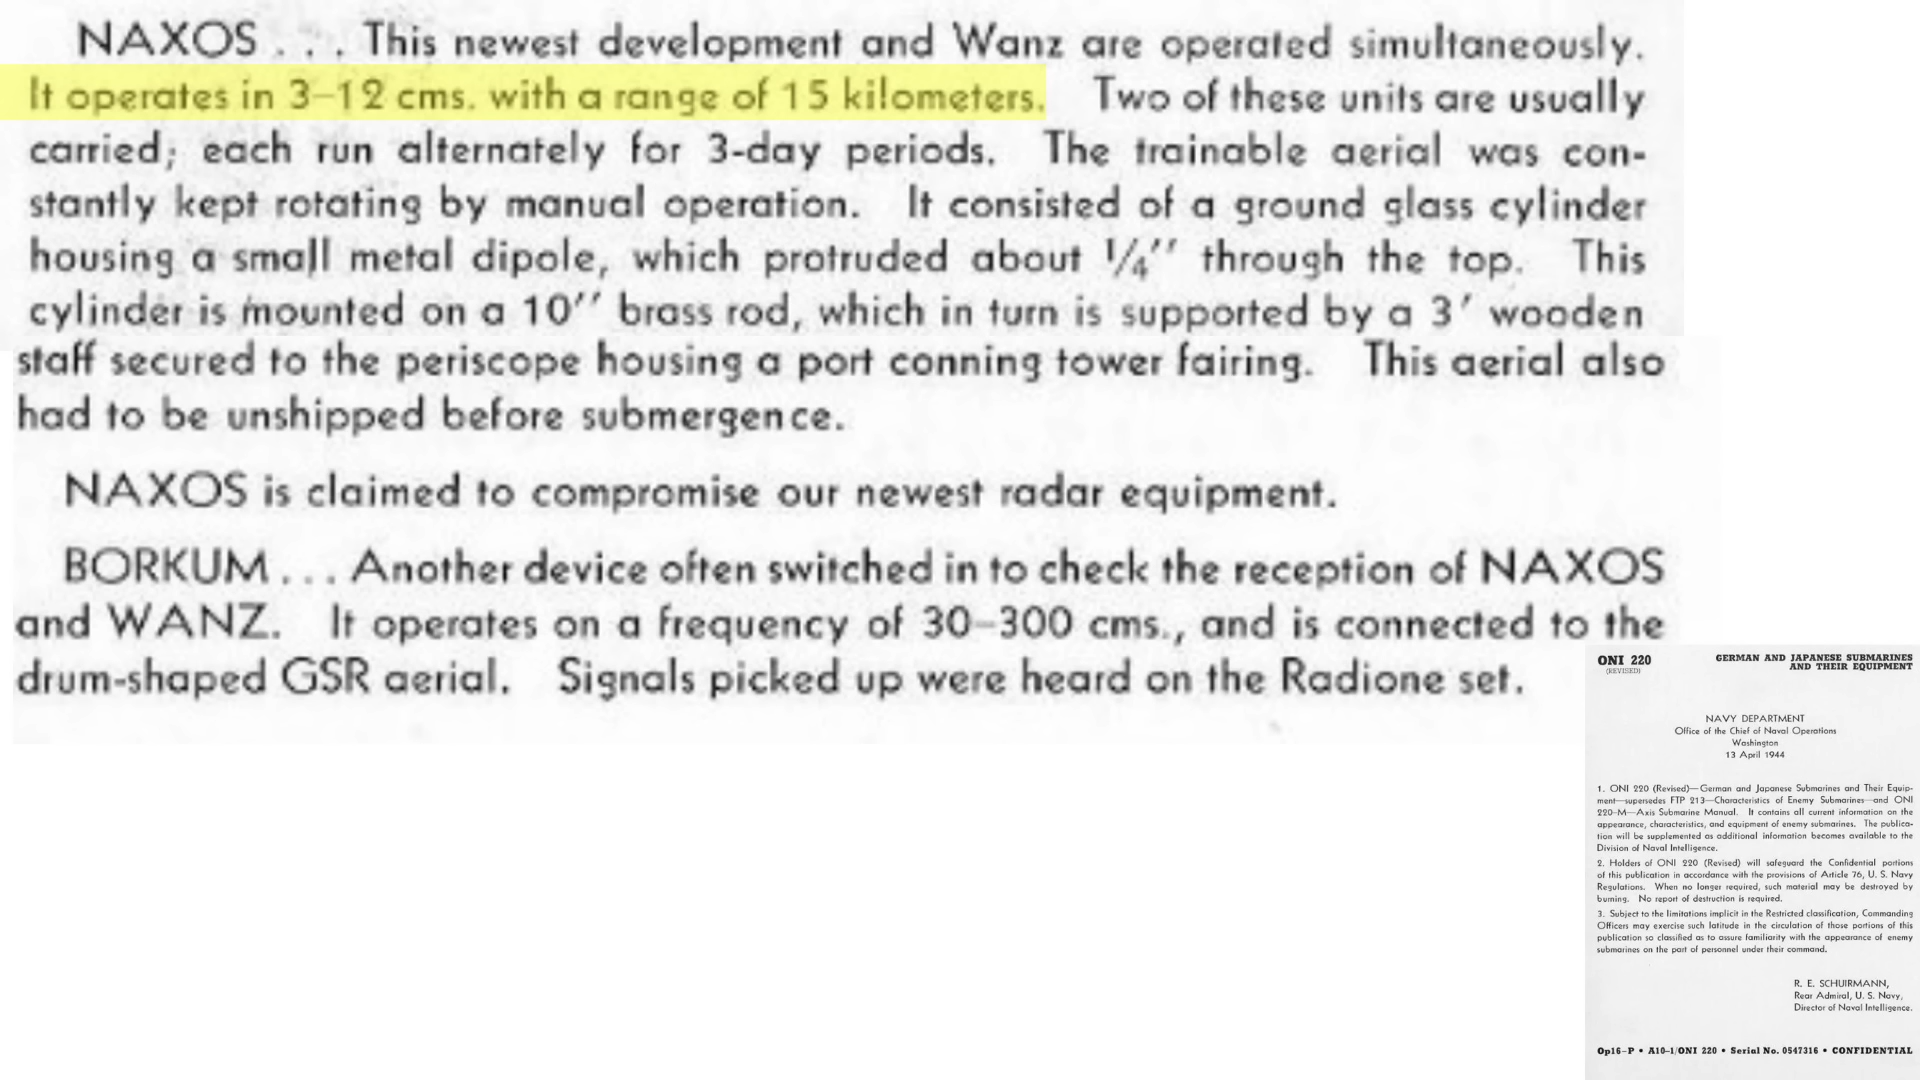 NAXOS . . . This newest development and Wanz are operated simultaneously.
It operates in 3–12 cms. with a range of 15 kilometers. Two of these units are usually
carried; each run alternately for 3-day periods. The trainable aerial was con-
stantly kept rotating by manual operation. It consisted of a ground glass cylinder
housing a small metal dipole, which protruded about 1/4'' through the top. This
cylinder is mounted on a 10'' brass rod, which in turn is supported by a 3' wooden
staff secured to the periscope housing a port conning tower fairing. This aerial also
had to be unshipped before submergence.
NAXOS is claimed to compromise our newest radar equipment.
BORKUM . . . Another device often switched in to check the reception of NAXOS
and WANZ. It operates on a frequency of 30–300 cms., and is connected to the
drum-shaped GSR aerial. Signals picked up were heard on the Radione set.
ONI 220
(REVISED)
GERMAN AND JAPANESE SUBMARINES
AND THEIR EQUIPMENT
NAVY DEPARTMENT
Office of the Chief of Naval Operations
Washington
13 April 1944
1. ONI 220 (Revised)—German and Japanese Submarines and Their Equip-
ment—supersedes FTP 213—Characteristics of Enemy Submarines—and ONI
220–M—Axis Submarine Manual. It contains all current information on the
appearance, characteristics, and equipment of enemy submarines. The publica-
tion will be supplemented as additional information becomes available to the
Division of Naval Intelligence.
2. Holders of ONI 220 (Revised) will safeguard the Confidential portions
of this publication in accordance with the provisions of Article 76, U. S. Navy
Regulations. When no longer required, such material may be destroyed by
burning. No report of destruction is required.
3. Subject to the limitations implicit in the Restricted classification, Commanding
Officers may exercise such latitude in the circulation of those portions of this
publication so classified as to assure familiarity with the appearance of enemy
submarines on the part of personnel under their command.
R. E. SCHUIRMANN,
Rear Admiral, U. S. Navy,
Director of Naval Intelligence.
Op16–P • A10–1/ONI 220 • Serial No. 0547316 • CONFIDENTIAL